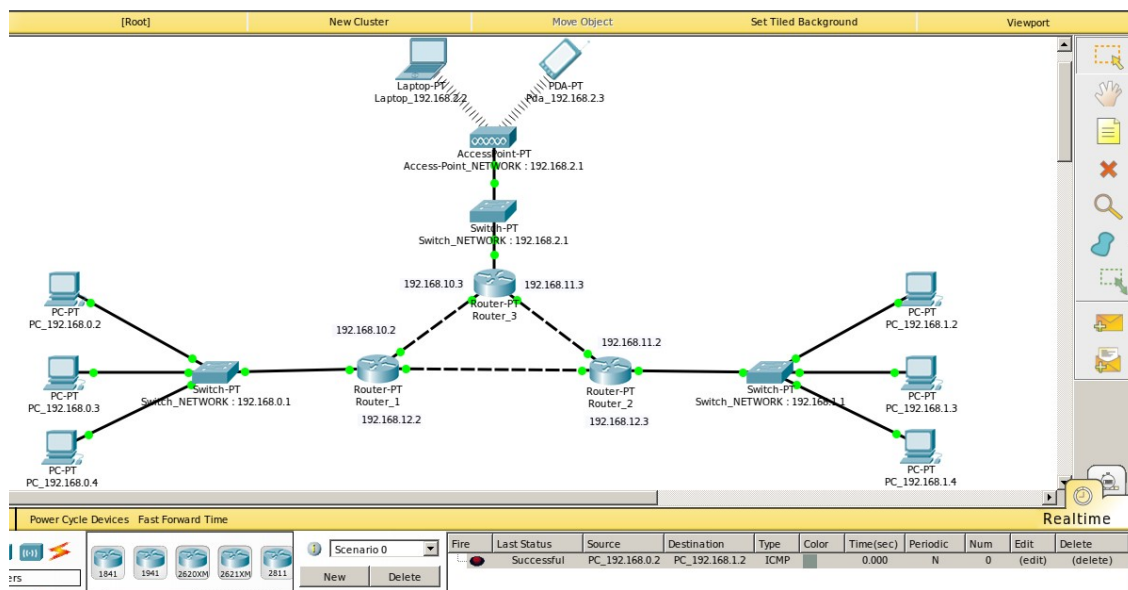 [Root] New Cluster Move Object Set Tiled Background Viewport
Laptop-PT
Laptop_192.168.2.2
PDA-PT
Pda_192.168.2.3
AccessPoint-PT
Access-Point_NETWORK : 192.168.2.1
Switch-PT
Switch_NETWORK : 192.168.2.1
192.168.10.3
192.168.11.3
Router-PT
Router_3
192.168.10.2
192.168.11.2
PC-PT
PC_192.168.0.2
PC-PT
PC_192.168.0.3
PC-PT
PC_192.168.0.4
Switch-PT
Switch_NETWORK : 192.168.0.1
Router-PT
Router_1
192.168.12.2
Router-PT
Router_2
192.168.12.3
Switch-PT
Switch_NETWORK : 192.168.1.1
PC-PT
PC_192.168.1.2
PC-PT
PC_192.168.1.3
PC-PT
PC_192.168.1.4
Realtime
Power Cycle Devices Fast Forward Time
1841 1941 2620XM 2621XM 2811
Scenario 0
New Delete
Fire Last Status Source Destination Type Color Time(sec) Periodic Num Edit Delete
Successful PC_192.168.0.2 PC_192.168.1.2 ICMP 0.000 N 0 (edit) (delete)